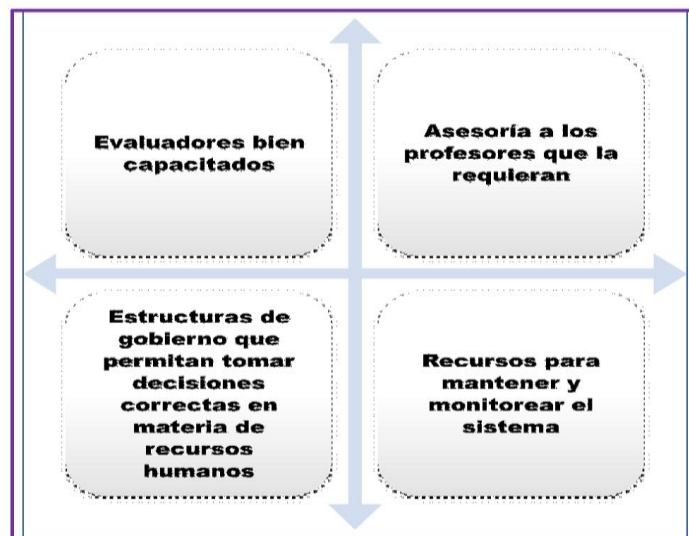 Evaluadores bien
capacitados
Asesoría a los
profesores que la
requieran
Estructuras de
gobierno que
permitan tomar
decisiones
correctas en
materia de
recursos
humanos
Recursos para
mantener y
monitorear el
sistema